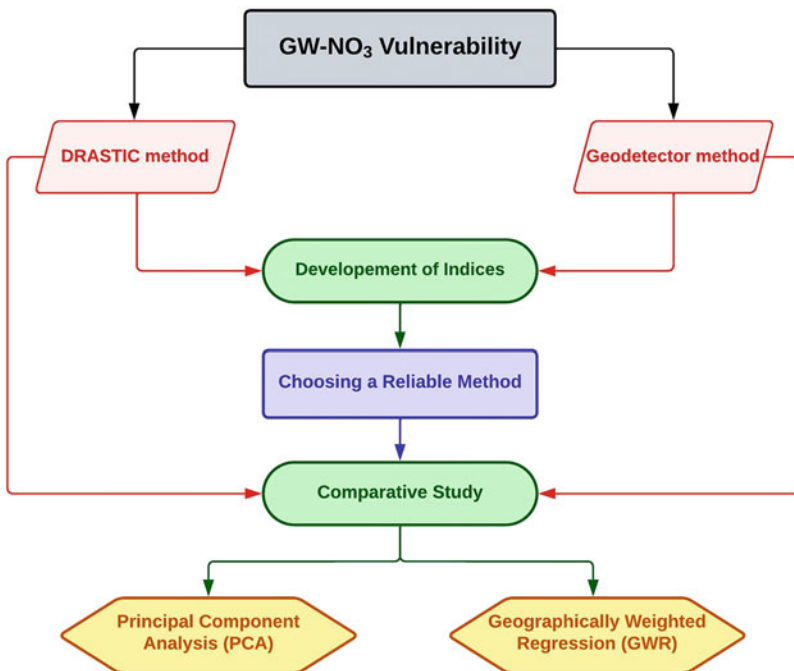 GW-NO₃ Vulnerability
DRASTIC method
Geodetector method
Developement of Indices
Choosing a Reliable Method
Comparative Study
Principal Component
Analysis (PCA)
Geographically Weighted
Regression (GWR)